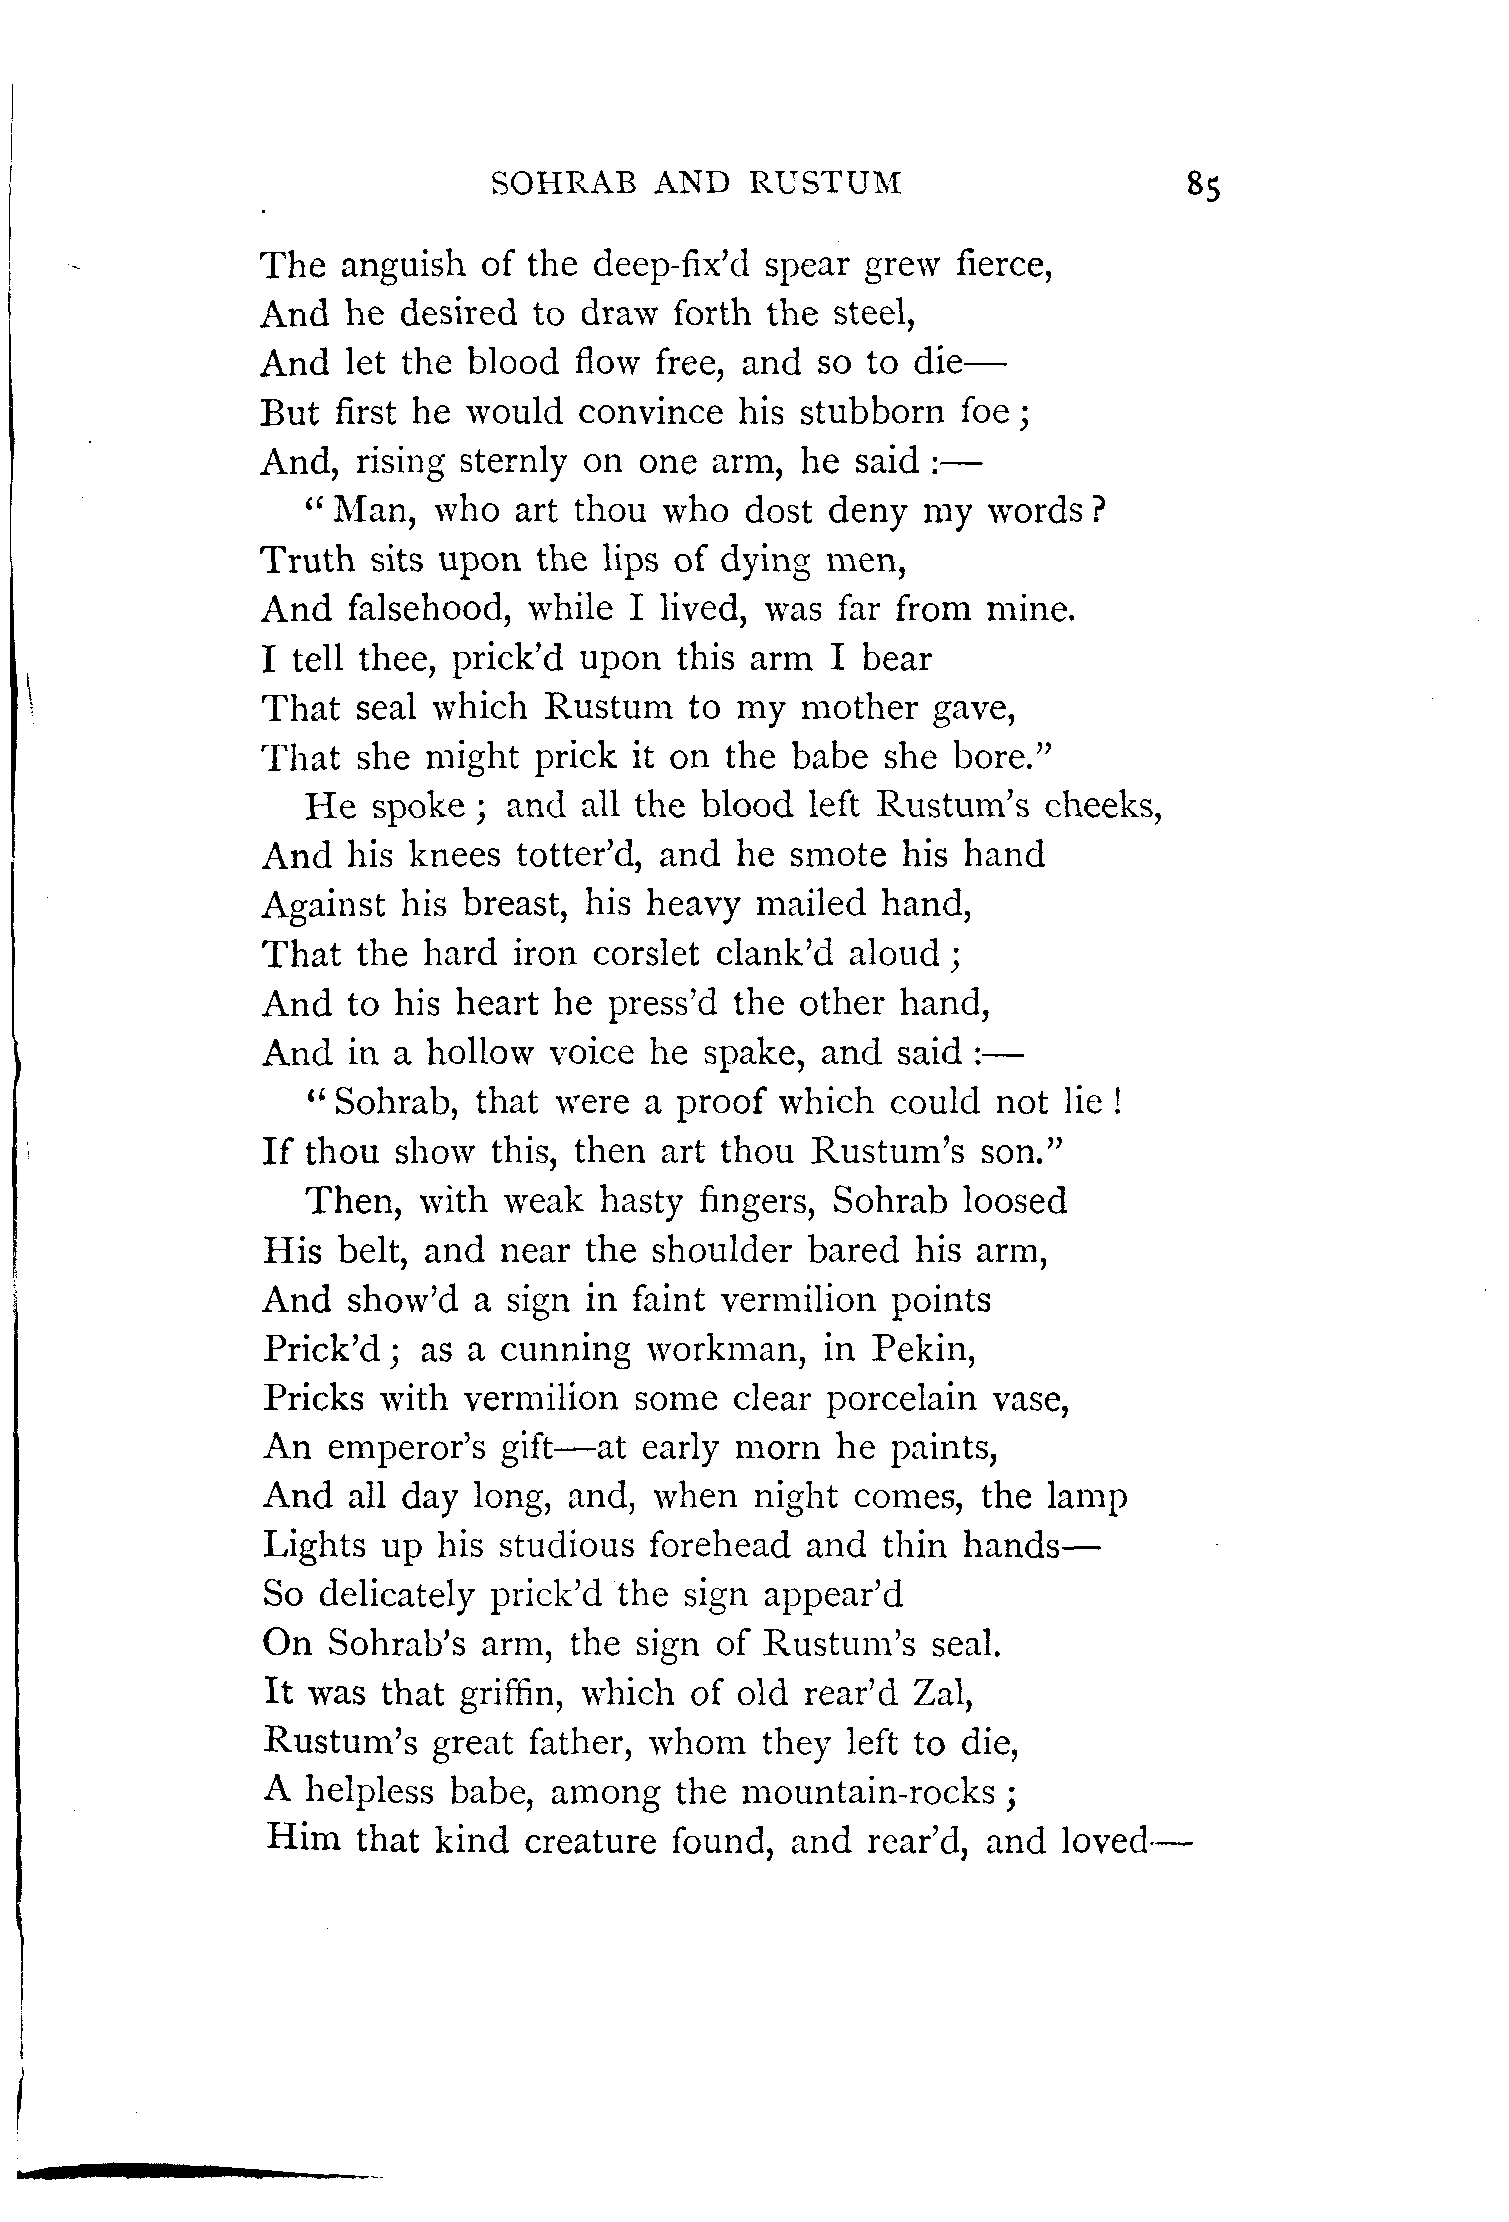 SOHRAB AND RUSTUM 85
The anguish of the deep-fix’d spear grew fierce,
And he desired to draw forth the steel,
And let the blood flow free, and so to die—
But first he would convince his stubborn foe ;
And, rising sternly on one arm, he said :—
“ Man, who art thou who dost deny my words ?
Truth sits upon the lips of dying men,
And falsehood, while I lived, was far from mine.
I tell thee, prick’d upon this arm I bear
That seal which Rustum to my mother gave,
That she might prick it on the babe she bore.”
He spoke ; and all the blood left Rustum’s cheeks,
And his knees totter’d, and he smote his hand
Against his breast, his heavy mailed hand,
That the hard iron corslet clank’d aloud ;
And to his heart he press’d the other hand,
And in a hollow voice he spake, and said :—
“ Sohrab, that were a proof which could not lie !
If thou show this, then art thou Rustum’s son.”
Then, with weak hasty fingers, Sohrab loosed
His belt, and near the shoulder bared his arm,
And show’d a sign in faint vermilion points
Prick’d ; as a cunning workman, in Pekin,
Pricks with vermilion some clear porcelain vase,
An emperor’s gift—at early morn he paints,
And all day long, and, when night comes, the lamp
Lights up his studious forehead and thin hands—
So delicately prick’d the sign appear’d
On Sohrab’s arm, the sign of Rustum’s seal.
It was that griffin, which of old rear’d Zal,
Rustum’s great father, whom they left to die,
A helpless babe, among the mountain-rocks ;
Him that kind creature found, and rear’d, and loved—